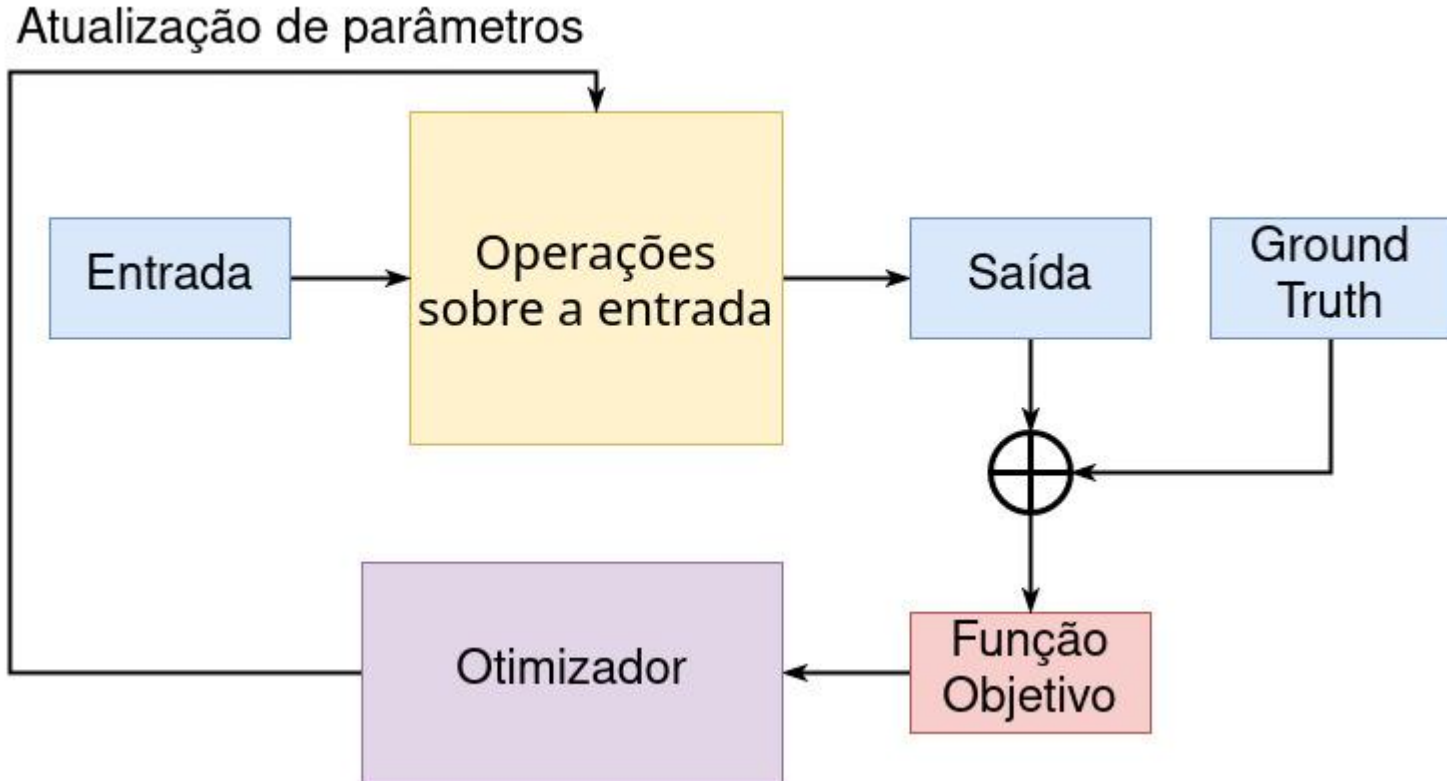 Atualização de parâmetros
Operações
sobre a entrada
Entrada
Saída
Ground
Truth
Otimizador
Função
Objetivo